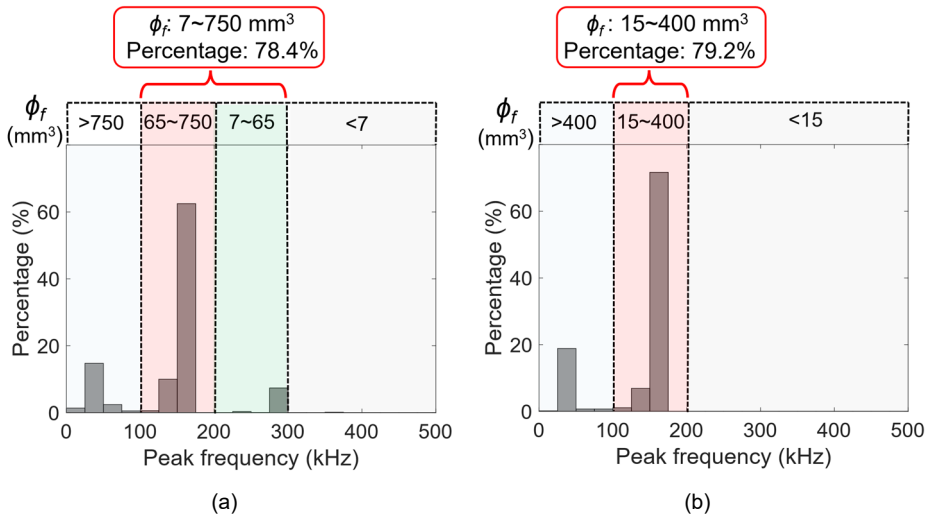 ϕf: 7~750 mm³
Percentage: 78.4%
ϕf
(mm³)
>750
65~750
7~65
<7
Percentage (%)
60
40
20
0
0
100
200
300
400
500
Peak frequency (kHz)
(a)
ϕf: 15~400 mm³
Percentage: 79.2%
ϕf
(mm³)
>400
15~400
<15
Percentage (%)
60
40
20
0
0
100
200
300
400
500
Peak frequency (kHz)
(b)